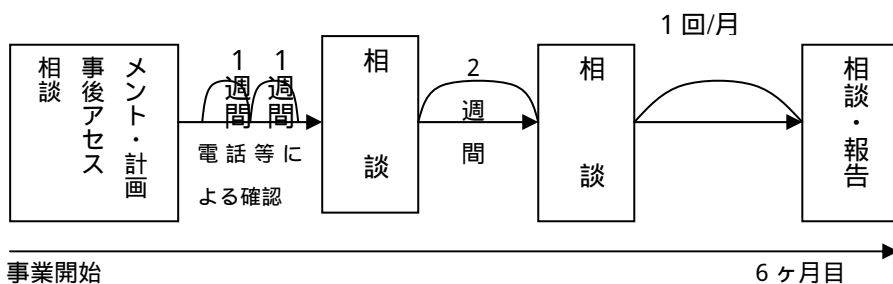 1 回/月
メント・計画
事後アセス
相談
1週間
1週間
電話等に
よる確認
相談
2週間
相談
相談・報告
事業開始
6 ヶ月目